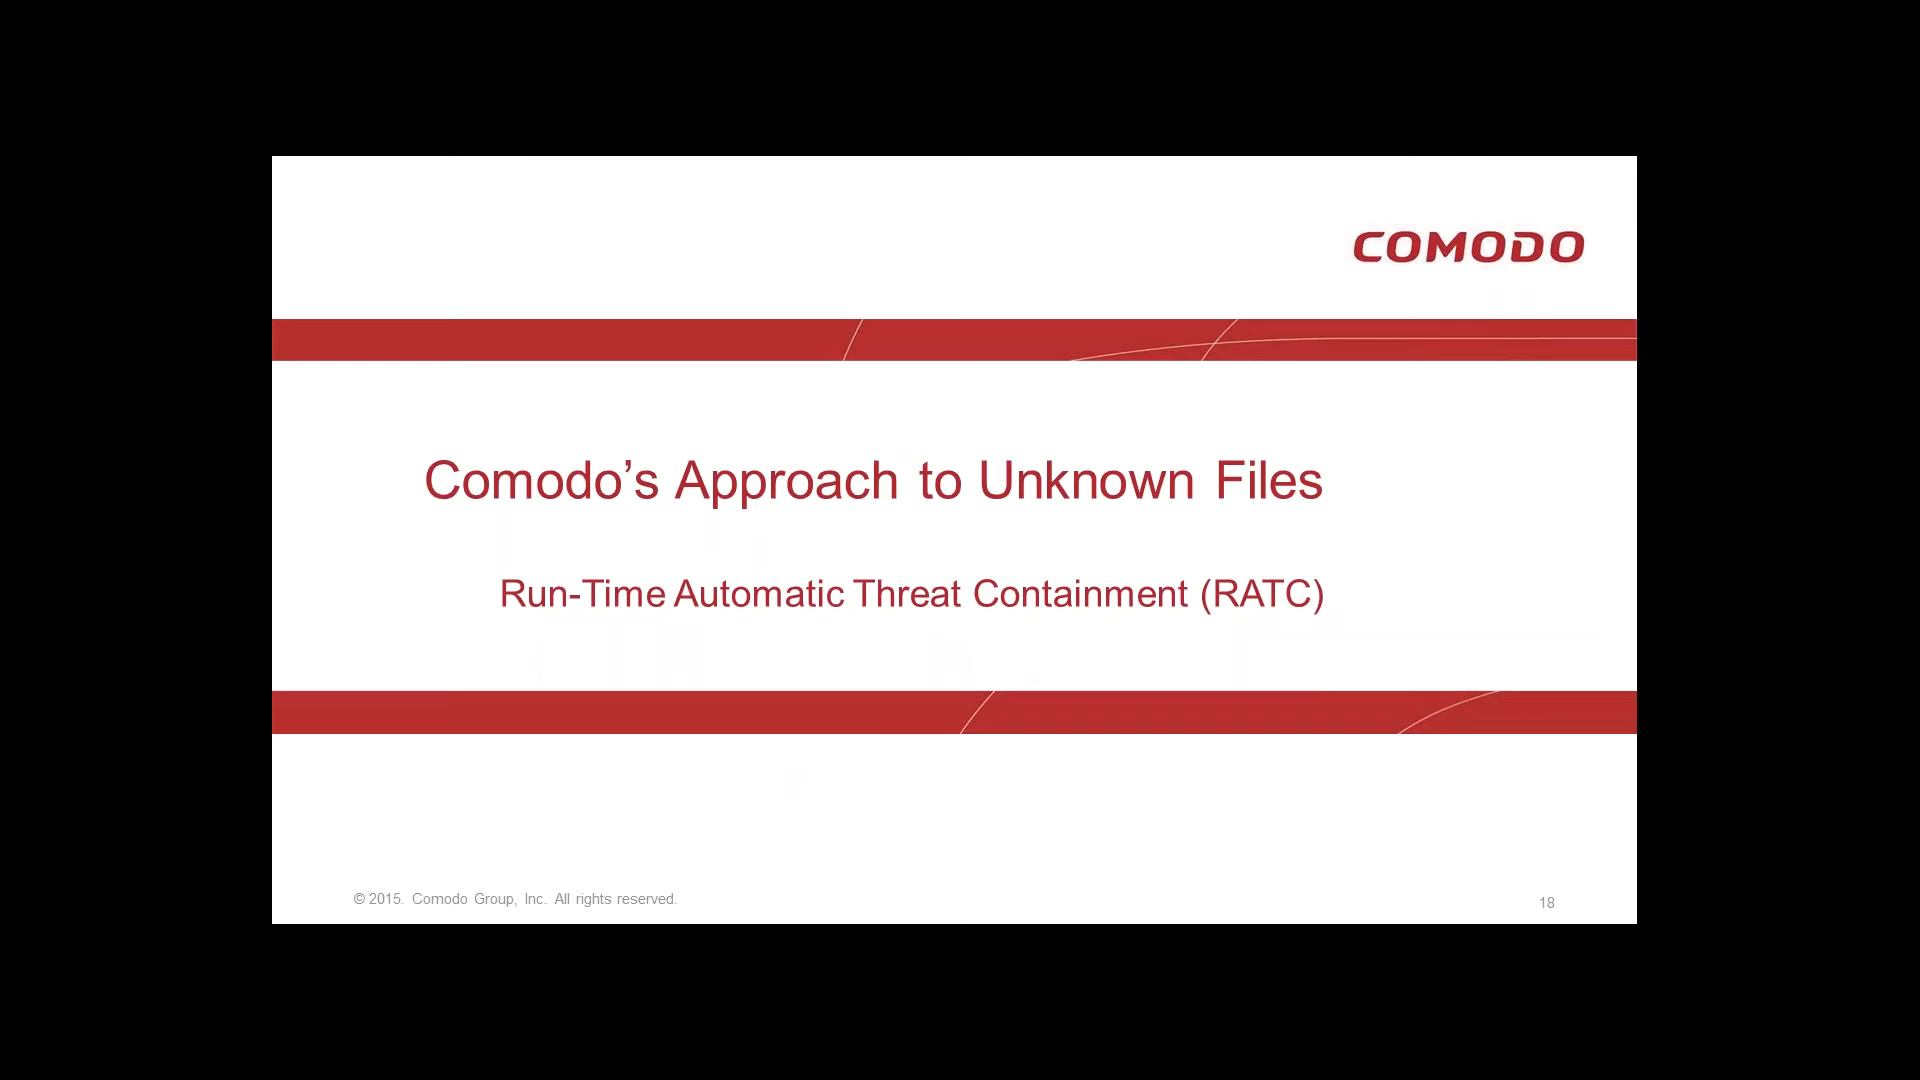 COMODO
Comodo’s Approach to Unknown Files
Run-Time Automatic Threat Containment (RATC)
© 2015. Comodo Group, Inc. All rights reserved.
18